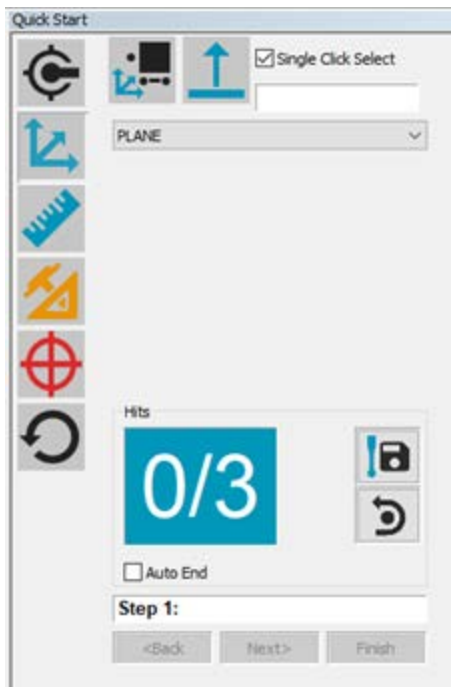 Quick Start
Single Click Select
PLANE
Hits
0/3
Auto End
Step 1:
<Back Next> Finish